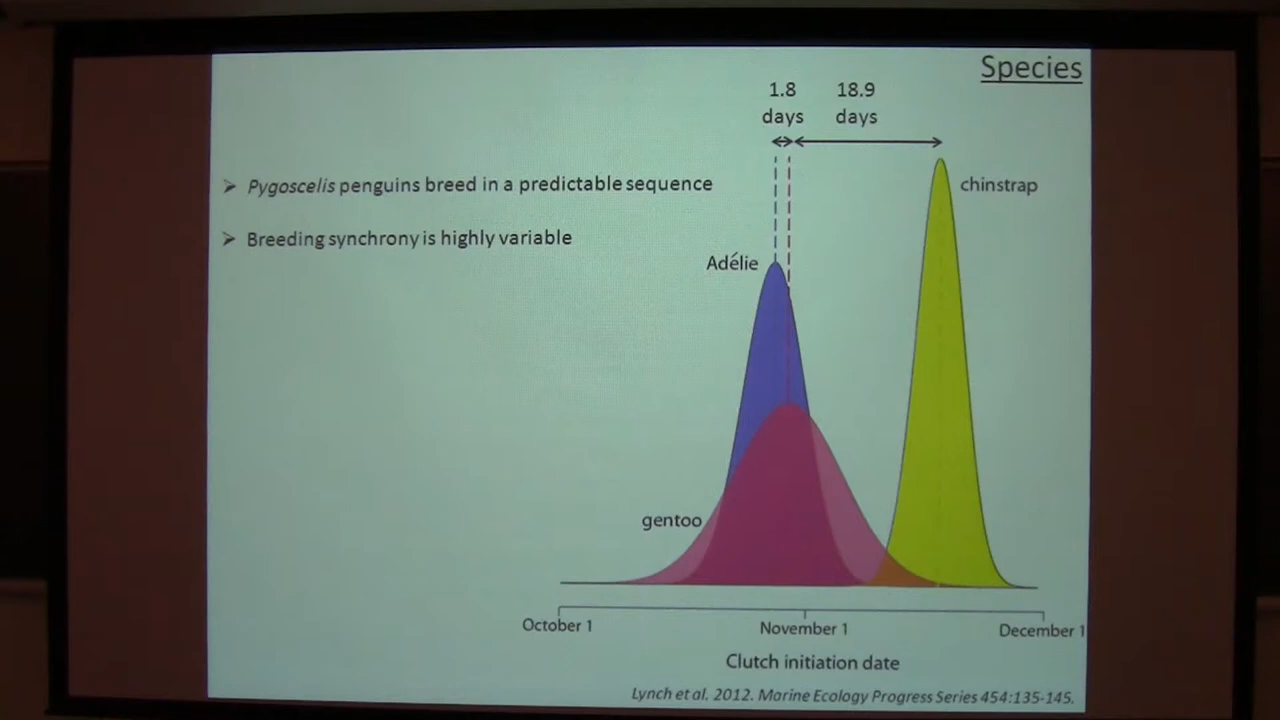 Species
1.8
days
18.9
days
➢ Pygoscelis penguins breed in a predictable sequence
➢ Breeding synchrony is highly variable
chinstrap
Adélie
gentoo
October 1
November 1
December 1
Clutch initiation date
Lynch et al. 2012. Marine Ecology Progress Series 454:135-145.